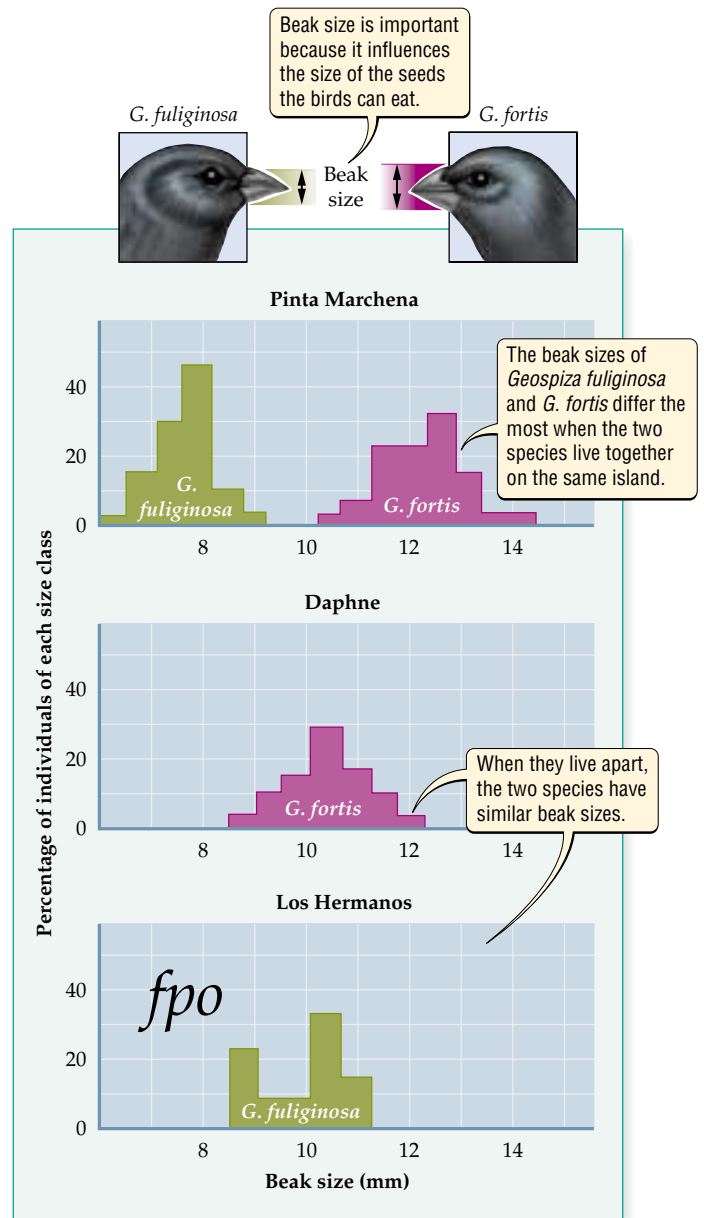 Beak size is important
because it influences
the size of the seeds
the birds can eat.
G. fuliginosa
G. fortis
Beak
size
Pinta Marchena
40
20
0
8 10 12 14
G.
fuliginosa
G. fortis
The beak sizes of
Geospiza fuliginosa
and G. fortis differ the
most when the two
species live together
on the same island.
Percentage of individuals of each size class
Daphne
40
20
0
8 10 12 14
G. fortis
When they live apart,
the two species have
similar beak sizes.
Los Hermanos
fpo
40
20
0
8 10 12 14
G. fuliginosa
Beak size (mm)